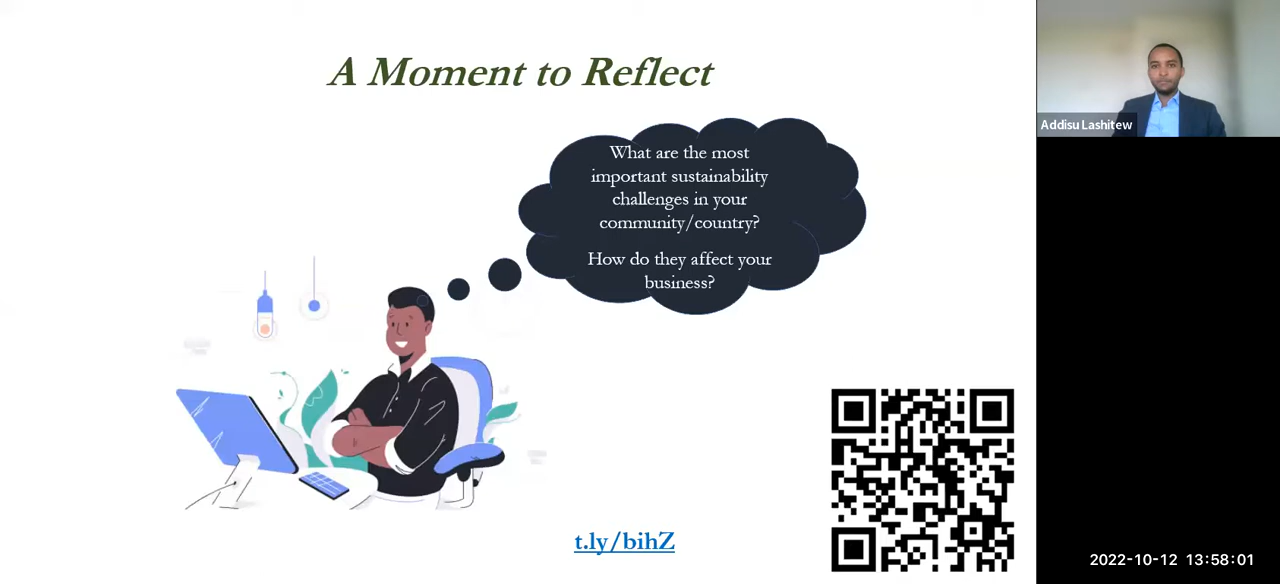 A Moment to Reflect
What are the most
important sustainability
challenges in your
community/country?
How do they affect your
business?
t.ly/bihZ
Addisu Lashitew
2022-10-12 13:58:01